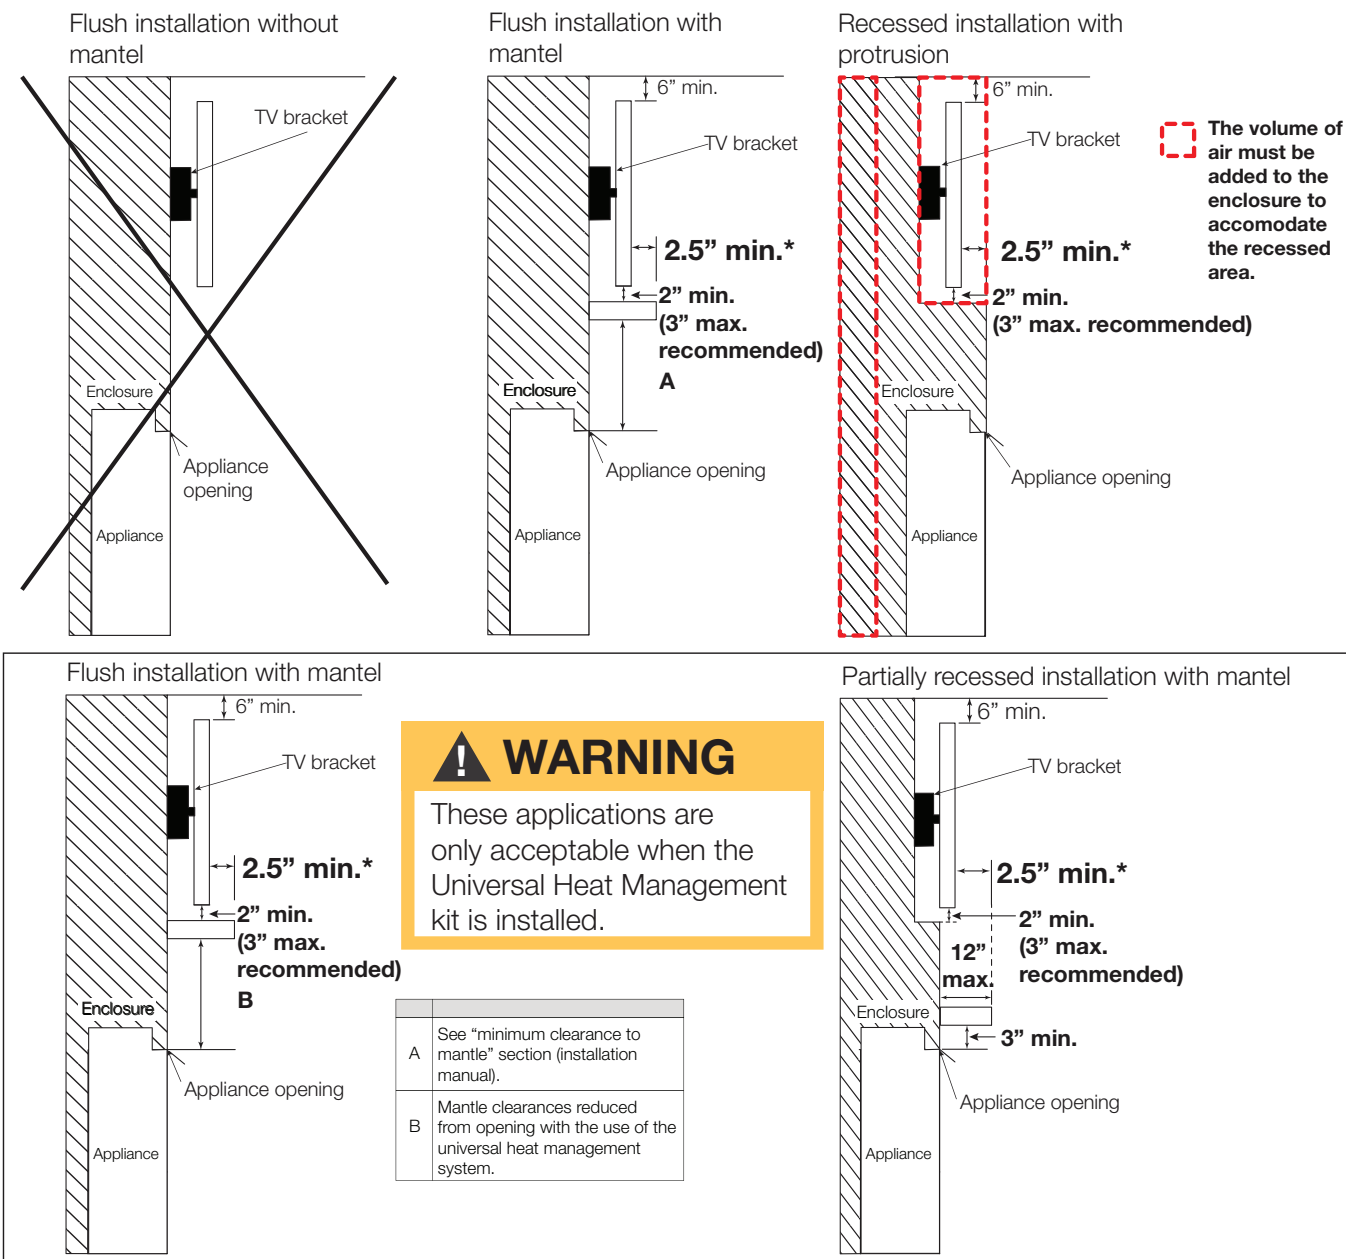 Flush installation without
mantel
TV bracket
Enclosure
Appliance
opening
Appliance
Flush installation with
mantel
6” min.
TV bracket
2.5” min.*
2” min.
(3” max.
recommended)
A
Enclosure
Appliance opening
Appliance
Recessed installation with
protrusion
6” min.
TV bracket
2.5” min.*
2” min.
(3” max. recommended)
Enclosure
Appliance opening
Appliance
The volume of
air must be
added to the
enclosure to
accomodate
the recessed
area.
Flush installation with mantel
6” min.
TV bracket
2.5” min.*
2” min.
(3” max.
recommended)
B
Enclosure
Appliance opening
Appliance
WARNING
These applications are
only acceptable when the
Universal Heat Management
kit is installed.
A
See “minimum clearance to
mantle” section (installation
manual).
B
Mantle clearances reduced
from opening with the use of the
universal heat management
system.
Partially recessed installation with mantel
6” min.
TV bracket
2.5” min.*
2” min.
(3” max.
recommended)
12”
max.
Enclosure
3” min.
Appliance opening
Appliance